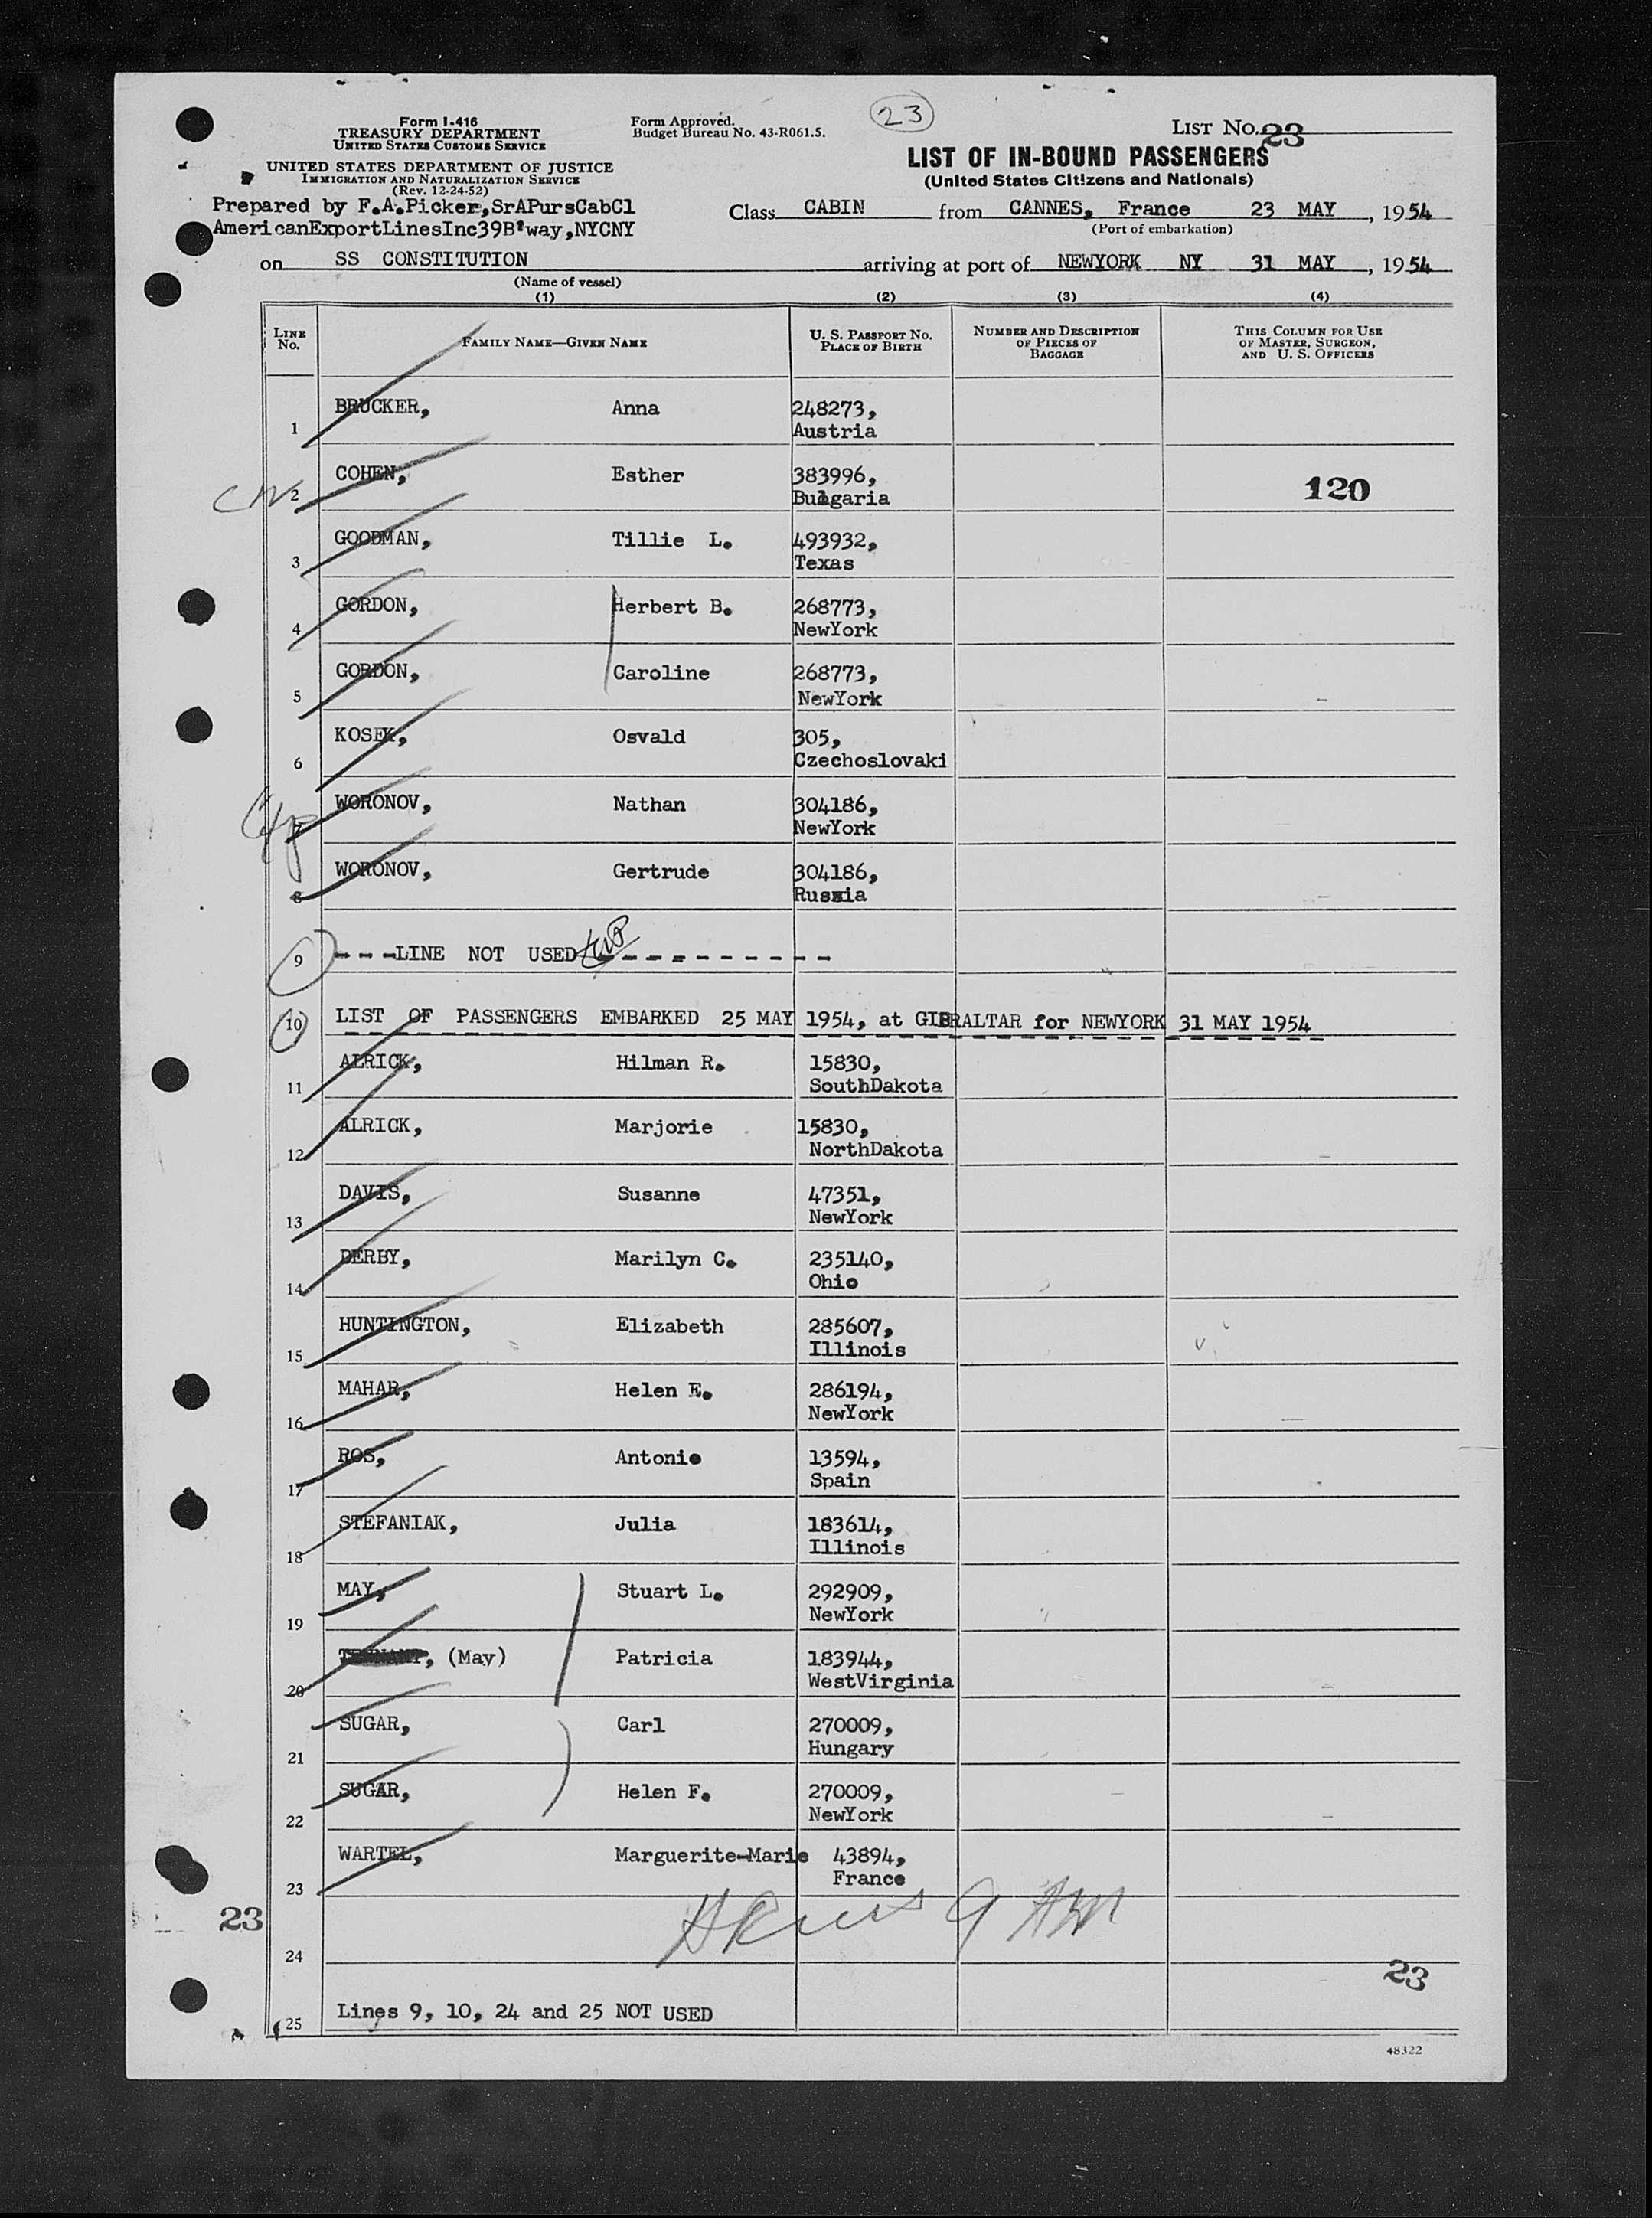 Form I-416
TREASURY DEPARTMENT
UNITED STATES CUSTOMS SERVICE
UNITED STATES DEPARTMENT OF JUSTICE
IMMIGRATION AND NATURALIZATION SERVICE
(Rev. 12-24-52)
Form Approved.
Budget Bureau No. 43-R061.5.
23
LIST No. 23
LIST OF IN-BOUND PASSENGERS
(United States Citizens and Nationals)
Prepared by F.A.Picker,SrAPursCabCl
AmericanExportLinesInc39B'way,NYCNY
Class CABIN from CANNES, France 23 MAY, 1954
(Port of embarkation)
on SS CONSTITUTION arriving at port of NEWYORK NY 31 MAY, 1954
(Name of vessel)
(1) (2) (3) (4)
LINE No. FAMILY NAME—GIVEN NAME U. S. PASSPORT No. PLACE OF BIRTH NUMBER AND DESCRIPTION OF PIECES OF BAGGAGE THIS COLUMN FOR USE OF MASTER, SURGEON, AND U. S. OFFICERS
1 BRUCKER, Anna 248273,
Austria
2 COHEN, Esther 383996,
Bulgaria
120
3 GOODMAN, Tillie L. 493932,
Texas
4 GORDON, Herbert B. 268773,
NewYork
5 GORDON, Caroline 268773,
NewYork
6 KOSEK, Osvald 305,
Czechoslovaki
7 WORONOV, Nathan 304186,
NewYork
8 WORONOV, Gertrude 304186,
Russia
9 ----LINE NOT USED------------
10 LIST OF PASSENGERS EMBARKED 25 MAY 1954, at GIBRALTAR for NEWYORK 31 MAY 1954
11 ALRICK, Hilman R. 15830,
SouthDakota
12 ALRICK, Marjorie 15830,
NorthDakota
13 DAVIS, Susanne 47351,
NewYork
14 DERBY, Marilyn C. 235140,
Ohio
15 HUNTINGTON, Elizabeth 285607,
Illinois
16 MAHAR, Helen E. 286194,
NewYork
17 ROS, Antonio 13594,
Spain
18 STEFANIAK, Julia 183614,
Illinois
19 MAY, Stuart L. 292909,
NewYork
20 TENNANT, (May) Patricia 183944,
WestVirginia
21 SUGAR, Carl 270009,
Hungary
22 SUGAR, Helen F. 270009,
NewYork
23 WARTEL, Marguerite-Marie 43894,
France
9 AM
23
24
23
25 Lines 9, 10, 24 and 25 NOT USED
48322